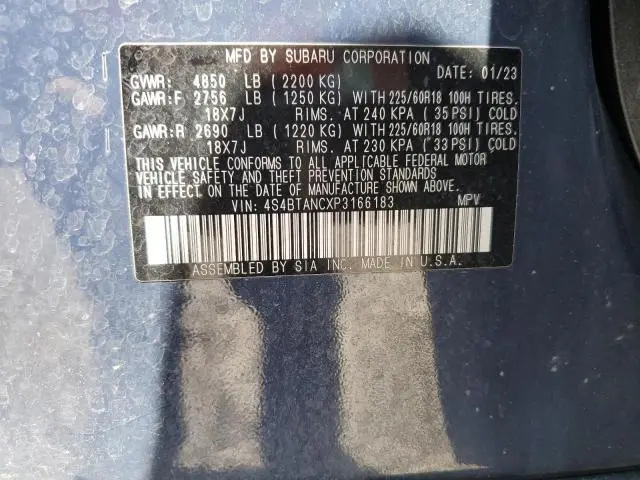 MFD BY SUBARU CORPORATION
GVWR: 4850 LB (2200 KG) DATE: 01/23
GAWR:F 2756 LB (1250 KG) WITH 225/60R18 100H TIRES.
18X7J RIMS. AT 240 KPA (35 PSI) COLD
GAWR:R 2690 LB (1220 KG) WITH 225/60R18 100H TIRES.
18X7J RIMS. AT 230 KPA (33 PSI) COLD
THIS VEHICLE CONFORMS TO ALL APPLICABLE FEDERAL MOTOR
VEHICLE SAFETY AND THEFT PREVENTION STANDARDS
IN EFFECT ON THE DATE OF MANUFACTURE SHOWN ABOVE.
VIN: 4S4BTANCXP3166183 MPV
ASSEMBLED BY SIA INC. MADE IN U.S.A.